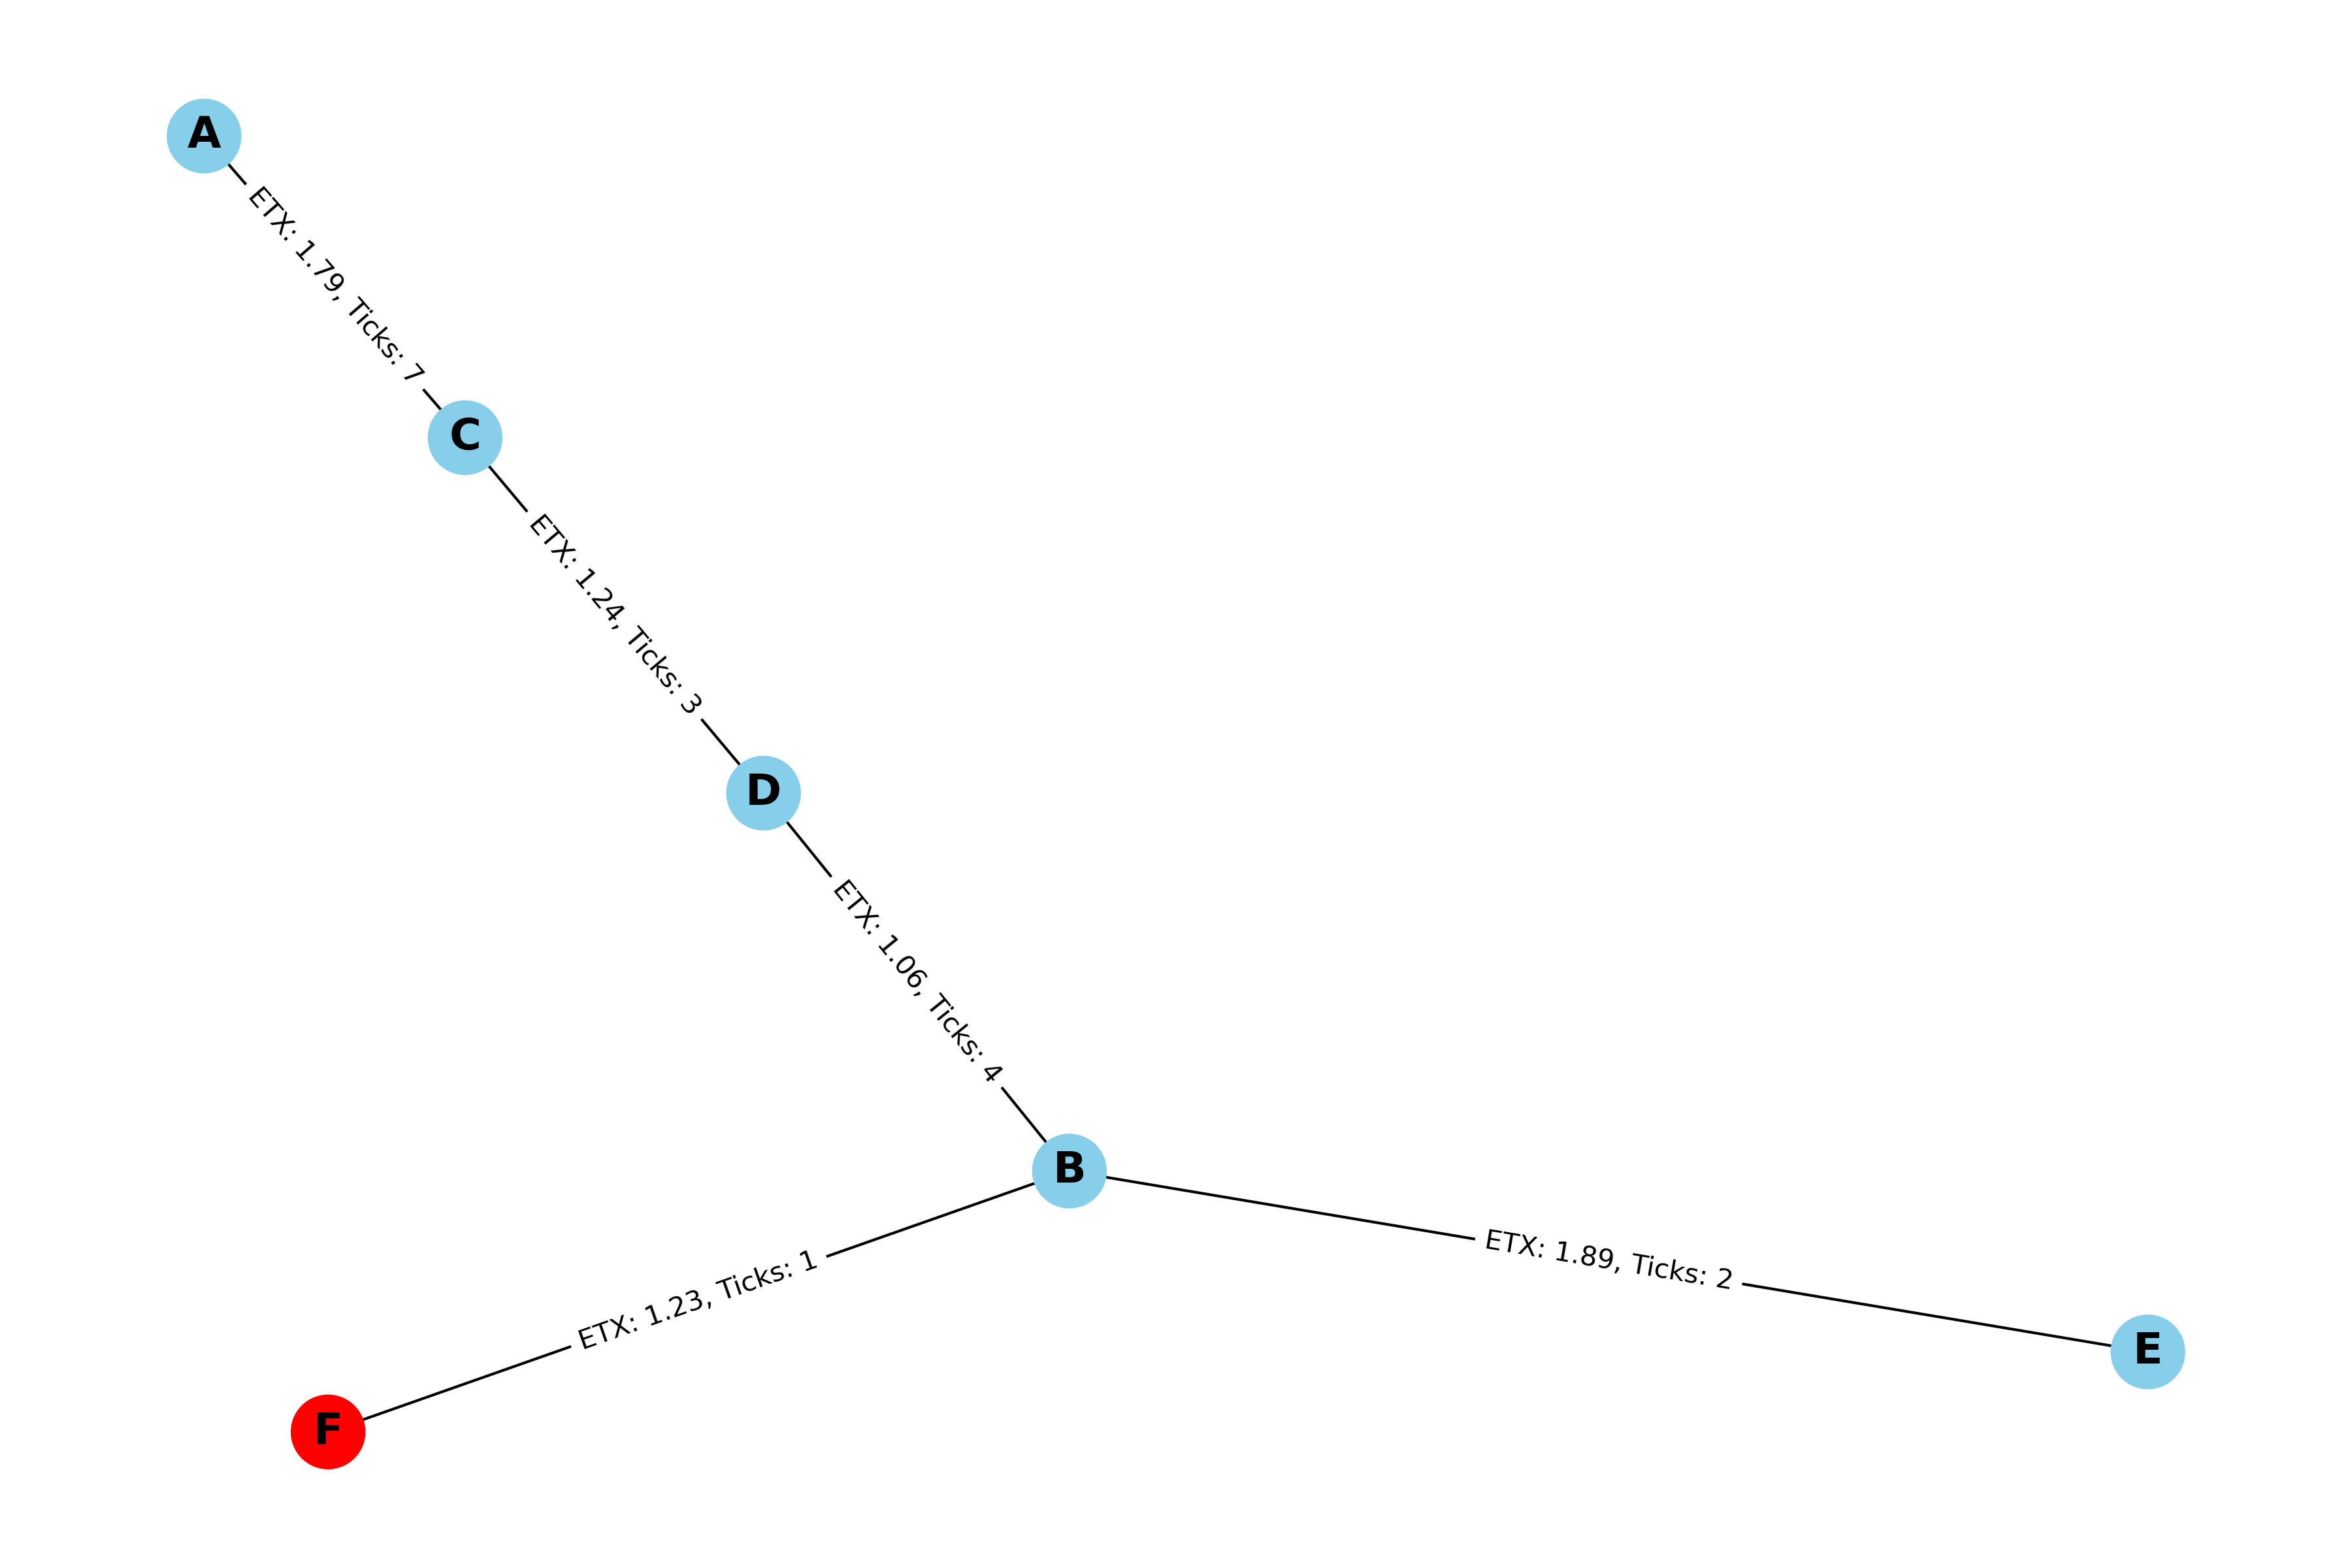 A
ETX: 1.79, Ticks: 7
C
ETX: 1.24, Ticks: 3
D
ETX: 1.06, Ticks: 4
B
ETX: 1.89, Ticks: 2
ETX: 1.23, Ticks: 1
E
F